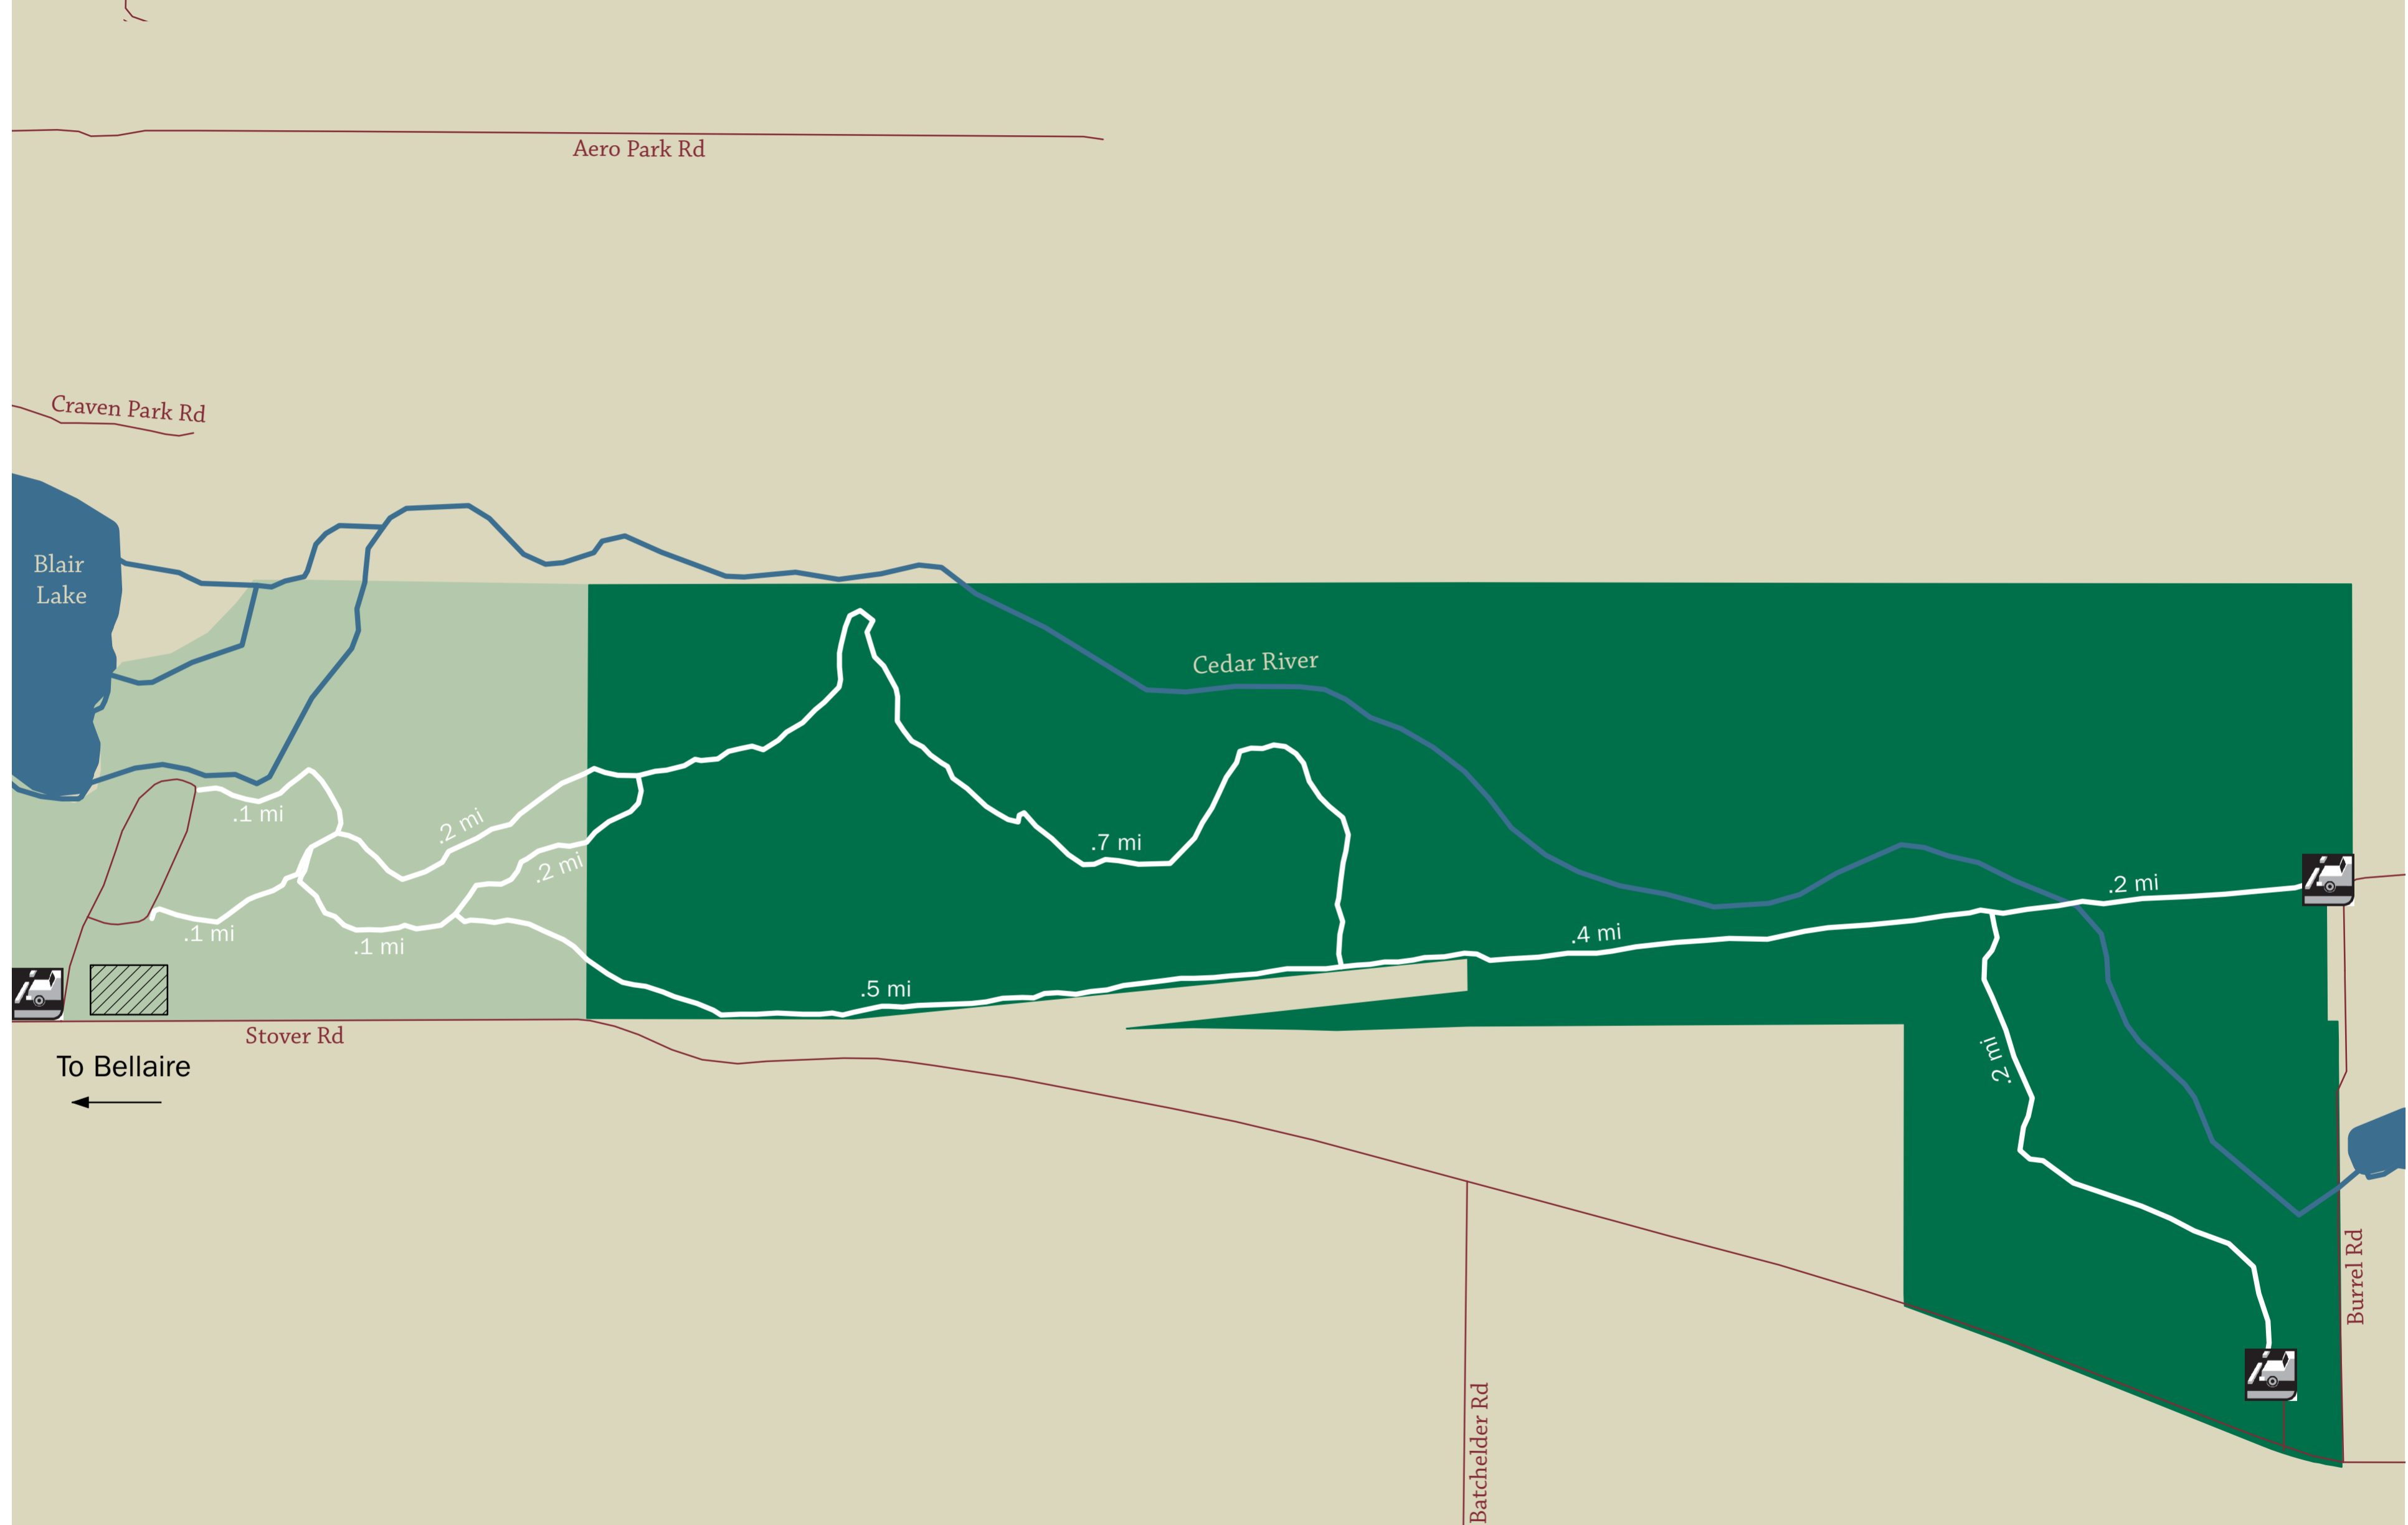 Aero Park Rd
Craven Park Rd
Blair
Lake
Cedar River
.1 mi
.2 mi
.2 mi
.7 mi
.2 mi
.1 mi
.1 mi
.4 mi
.5 mi
Stover Rd
.2 mi
To Bellaire
Burrel Rd
Batchelder Rd